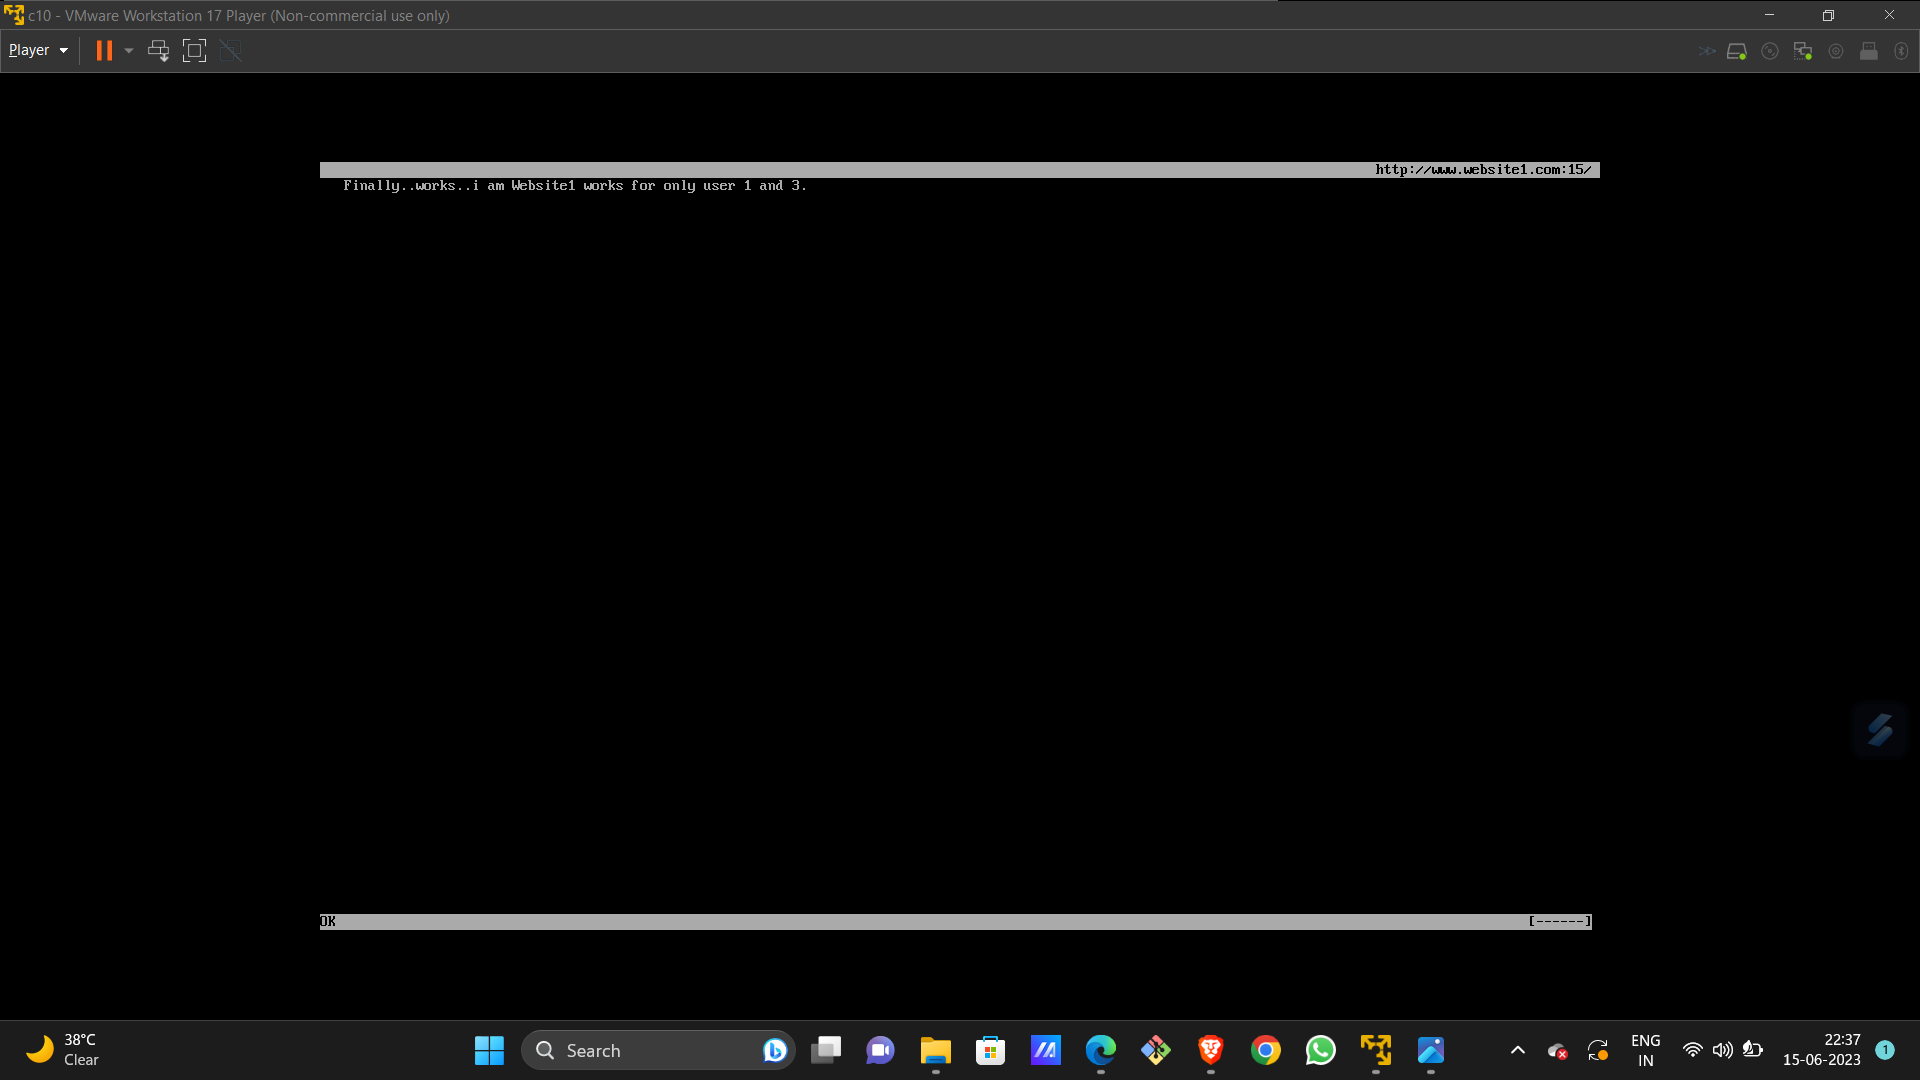 c10 - VMware Workstation 17 Player (Non-commercial use only)
Player
http://www.website1.com:15/
Finally..works..i am Website1 works for only user 1 and 3.
OK
[------]
38°C
Clear
Search
ENG
IN
22:37
15-06-2023
1